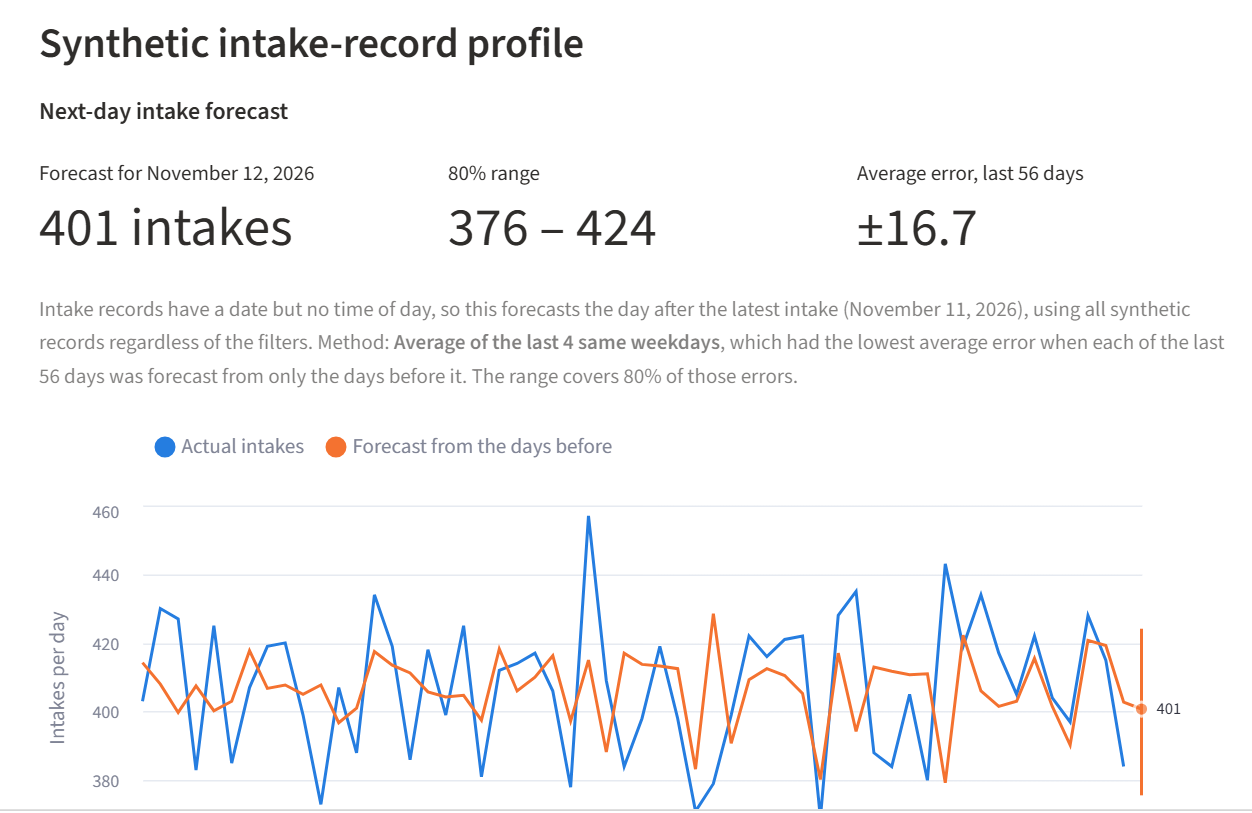 Synthetic intake-record profile
Next-day intake forecast
Forecast for November 12, 2026
80% range
Average error, last 56 days
401 intakes
376 – 424
±16.7
Intake records have a date but no time of day, so this forecasts the day after the latest intake (November 11, 2026), using all synthetic
records regardless of the filters. Method: Average of the last 4 same weekdays, which had the lowest average error when each of the last
56 days was forecast from only the days before it. The range covers 80% of those errors.
Actual intakes
Forecast from the days before
Intakes per day
460
440
420
400
380
401